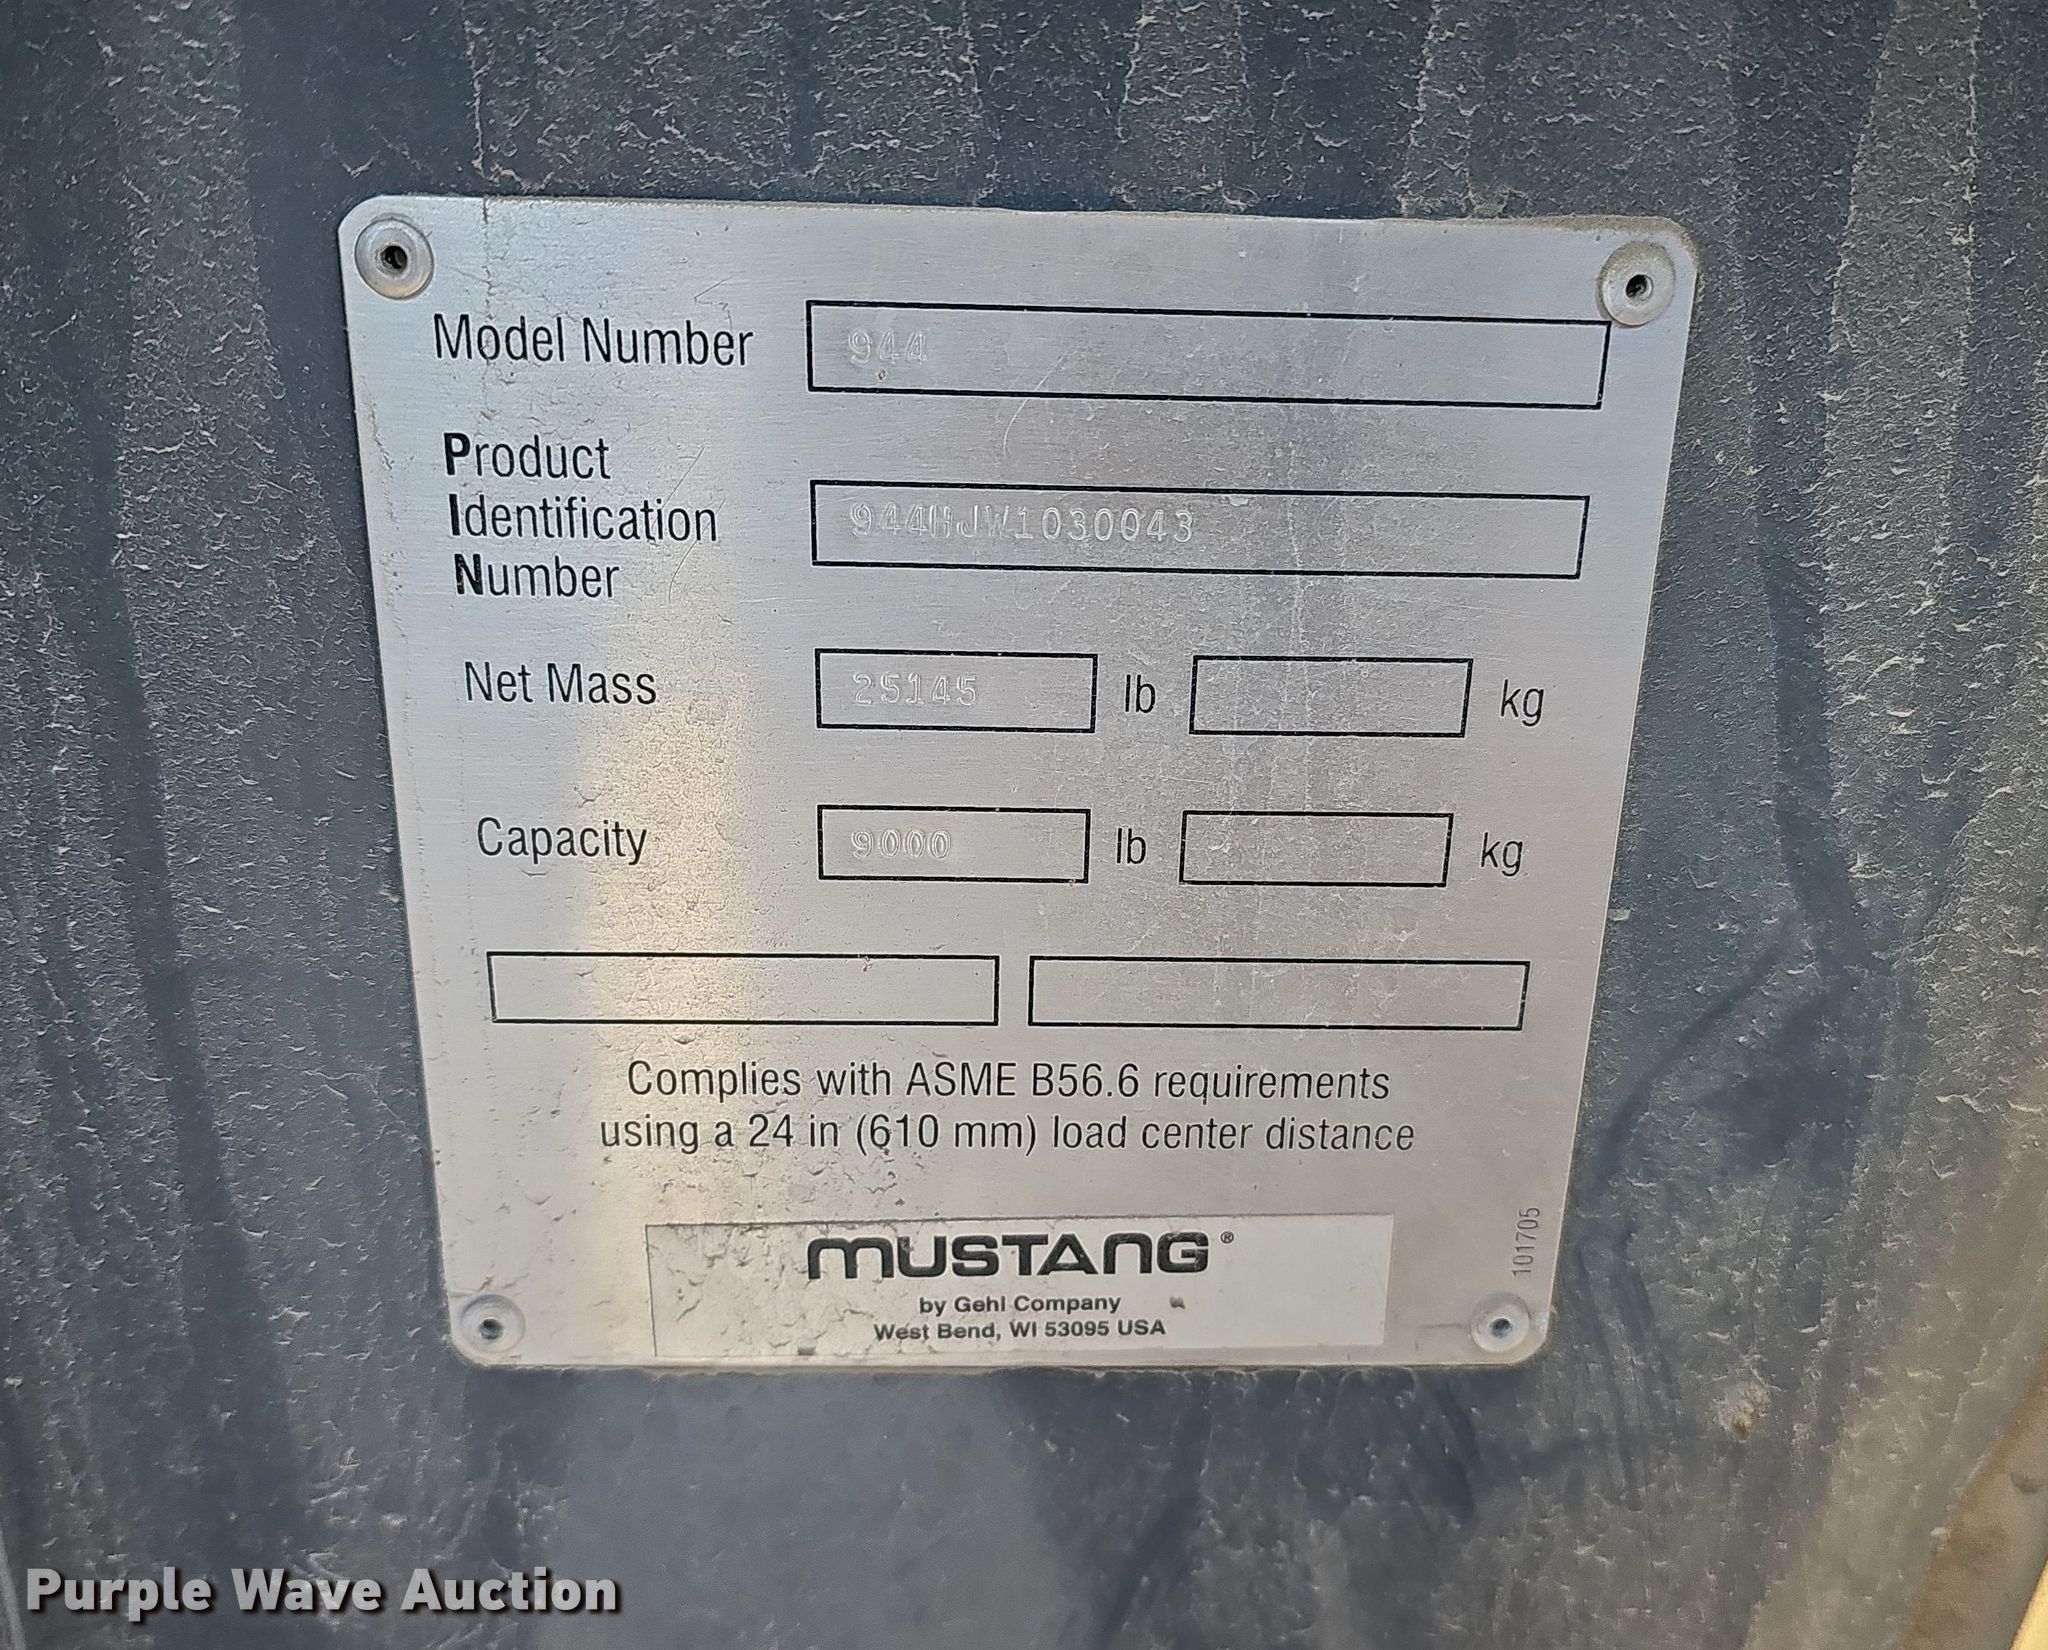 Model Number 944
Product
Identification 944HJW1030043
Number
Net Mass 25145 lb kg
Capacity 9000 lb kg
Complies with ASME B56.6 requirements
using a 24 in (610 mm) load center distance
MUSTANG®
by Gehl Company
West Bend, WI 53095 USA
101705
Purple Wave Auction